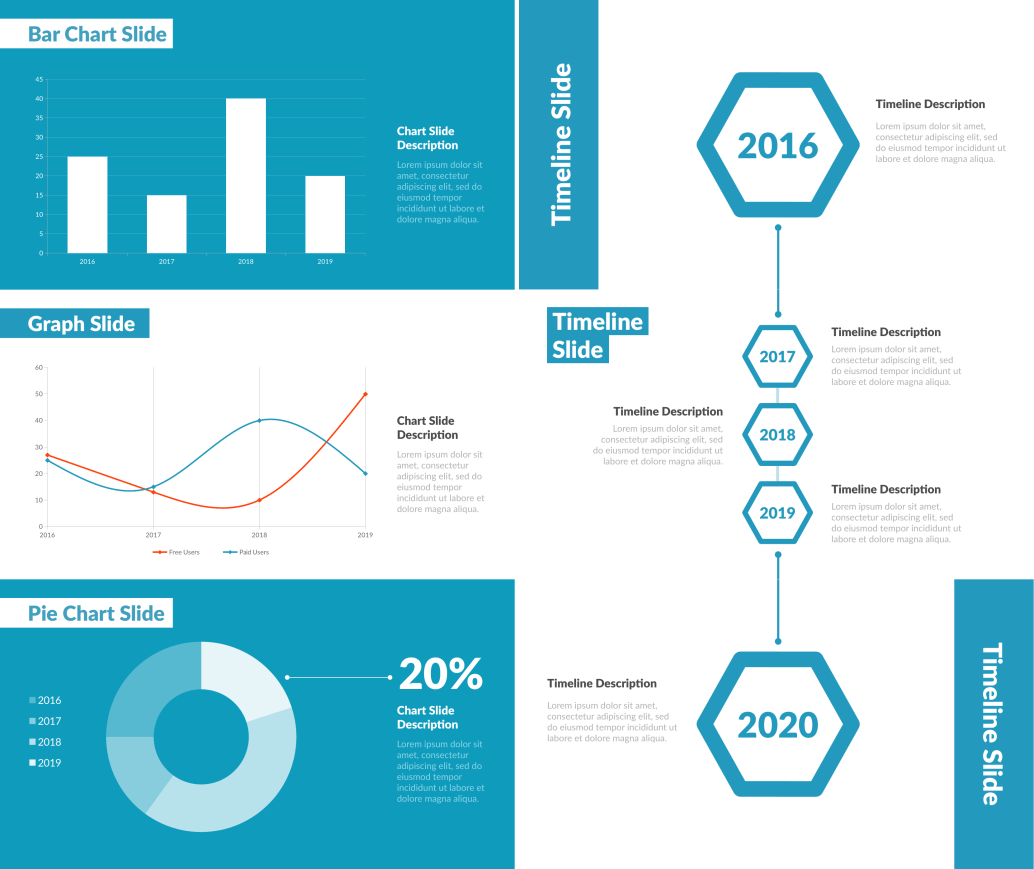 Bar Chart Slide
45
40
35
30
25
20
15
10
5
0
2016
2017
2018
2019
Chart Slide
Description
Lorem ipsum dolor sit
amet, consectetur
adipiscing elit, sed do
eiusmod tempor
incididunt ut labore et
dolore magna aliqua.
Timeline Slide
2016
Timeline Description
Lorem ipsum dolor sit amet,
consectetur adipiscing elit, sed
do eiusmod tempor incididunt ut
labore et dolore magna aliqua.
Graph Slide
60
50
40
30
20
10
0
2016
2017
2018
2019
Free Users
Paid Users
Chart Slide
Description
Lorem ipsum dolor sit
amet, consectetur
adipiscing elit, sed do
eiusmod tempor
incididunt ut labore et
dolore magna aliqua.
Timeline
Slide
2017
Timeline Description
Lorem ipsum dolor sit amet,
consectetur adipiscing elit, sed
do eiusmod tempor incididunt ut
labore et dolore magna aliqua.
Timeline Description
Lorem ipsum dolor sit amet,
consectetur adipiscing elit, sed
do eiusmod tempor incididunt ut
labore et dolore magna aliqua.
2018
2019
Timeline Description
Lorem ipsum dolor sit amet,
consectetur adipiscing elit, sed
do eiusmod tempor incididunt ut
labore et dolore magna aliqua.
Pie Chart Slide
2016
2017
2018
2019
20%
Chart Slide
Description
Lorem ipsum dolor sit
amet, consectetur
adipiscing elit, sed do
eiusmod tempor
incididunt ut labore et
dolore magna aliqua.
Timeline Description
Lorem ipsum dolor sit amet,
consectetur adipiscing elit, sed
do eiusmod tempor incididunt ut
labore et dolore magna aliqua.
2020
Timeline Slide